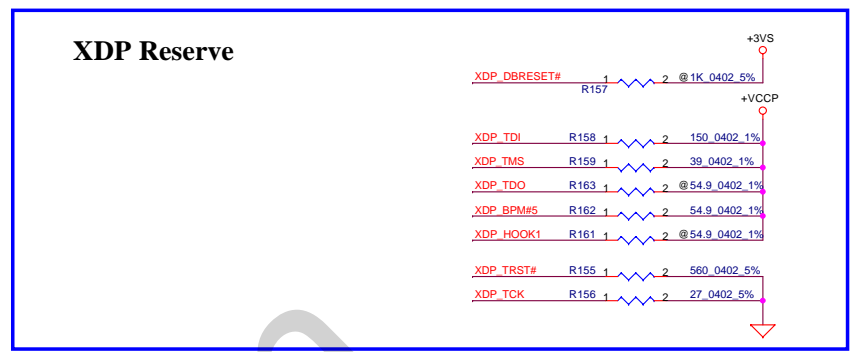 XDP Reserve
+3VS
XDP_DBRESET# 1 2 @1K_0402_5%
R157
+VCCP
XDP_TDI R158 1 2 150_0402_1%
XDP_TMS R159 1 2 39_0402_1%
XDP_TDO R163 1 2 @54.9_0402_1%
XDP_BPM#5 R162 1 2 54.9_0402_1%
XDP_HOOK1 R161 1 2 @54.9_0402_1%
XDP_TRST# R155 1 2 560_0402_5%
XDP_TCK R156 1 2 27_0402_5%